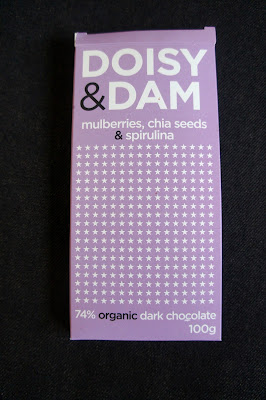 DOISY
&DAM
mulberries, chia seeds
& spirulina
74% organic dark chocolate
100g